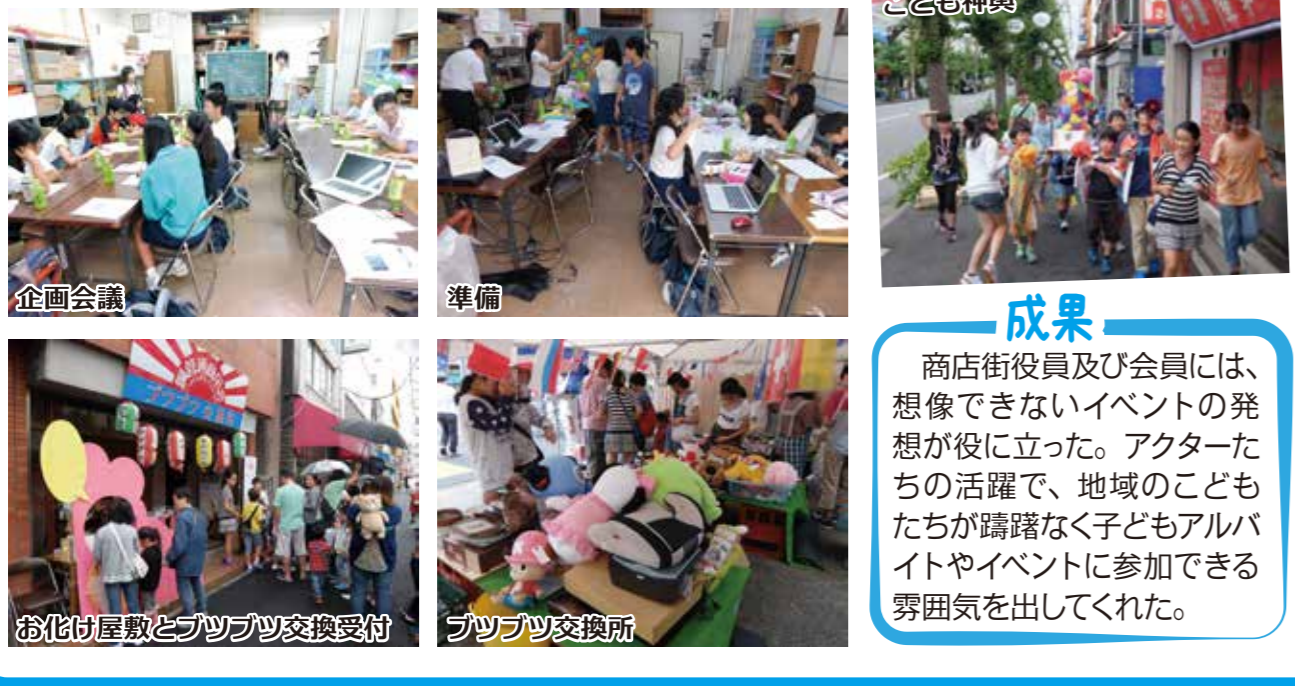 こども神輿
企画会議
準備
お化け屋敷とブツブツ交換受付
ブツブツ交換所
成果
商店街役員及び会員には、
想像できないイベントの発
想が役に立った。アクターた
ちの活躍で、地域のこども
たちが躊躇なく子どもアルバ
イトやイベントに参加できる
雰囲気を出してくれた。